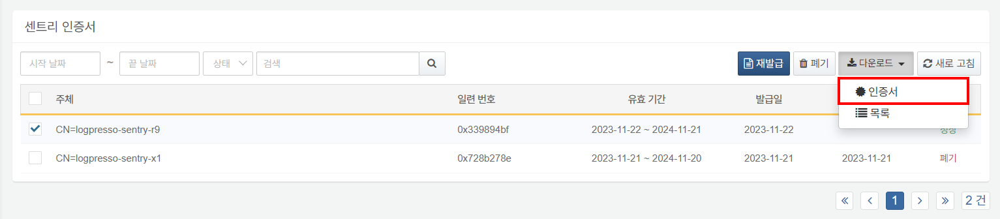 센트리 인증서
시작 날짜 ~ 끝 날짜 상태 검색 재발급 폐기 다운로드 새로 고침
인증서
주체 일련 번호 유효 기간 발급일
목록
CN=logpresso-sentry-r9 0x339894bf 2023-11-22 ~ 2024-11-21 2023-11-22
CN=logpresso-sentry-x1 0x728b278e 2023-11-21 ~ 2024-11-20 2023-11-21 2023-11-21 폐기
« ‹ 1 › » 2 건